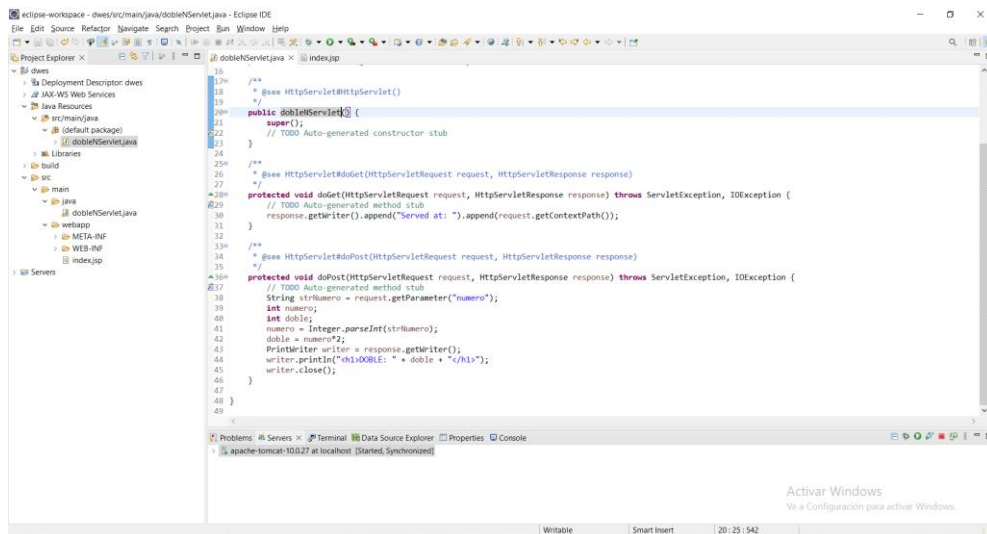 eclipse-workspace - dwes/src/main/java/dobleNServlet.java - Eclipse IDE
File Edit Source Refactor Navigate Search Project Run Window Help
Project Explorer
dwes
Deployment Descriptor: dwes
JAX-WS Web Services
Java Resources
src/main/java
(default package)
dobleNServlet.java
Libraries
build
src
main
java
dobleNServlet.java
webapp
META-INF
WEB-INF
index.jsp
Servers
dobleNServlet.java index.jsp
16
17 /**
18 * @see HttpServlet#HttpServlet()
19 */
20 public dobleNServlet() {
21 super();
22 // TODO Auto-generated constructor stub
23 }
24
25 /**
26 * @see HttpServlet#doGet(HttpServletRequest request, HttpServletResponse response)
27 */
28 protected void doGet(HttpServletRequest request, HttpServletResponse response) throws ServletException, IOException {
29 // TODO Auto-generated method stub
30 response.getWriter().append("Served at: ").append(request.getContextPath());
31 }
32
33 /**
34 * @see HttpServlet#doPost(HttpServletRequest request, HttpServletResponse response)
35 */
36 protected void doPost(HttpServletRequest request, HttpServletResponse response) throws ServletException, IOException {
37 // TODO Auto-generated method stub
38 String strNumero = request.getParameter("numero");
39 int numero;
40 int doble;
41 numero = Integer.parseInt(strNumero);
42 doble = numero*2;
43 PrintWriter writer = response.getWriter();
44 writer.println("<h1>DOBLE: " + doble + "</h1>");
45 writer.close();
46 }
47
48 }
49
Problems Servers Terminal Data Source Explorer Properties Console
apache-tomcat-10.0.27 at localhost [Started, Synchronized]
Activar Windows
Ve a Configuración para activar Windows.
Writable Smart Insert 20 : 25 : 542